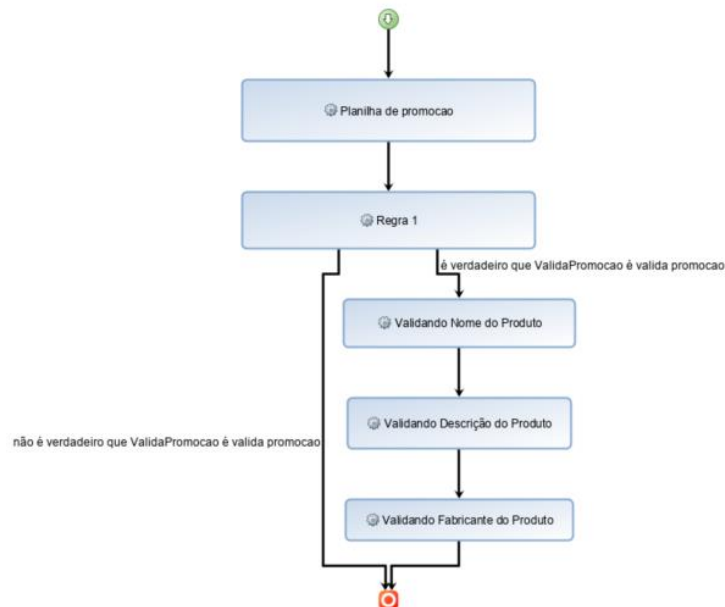 Planilha de promocao
Regra 1
é verdadeiro que ValidaPromocao é valida promocao
Validando Nome do Produto
Validando Descrição do Produto
não é verdadeiro que ValidaPromocao é valida promocao
Validando Fabricante do Produto